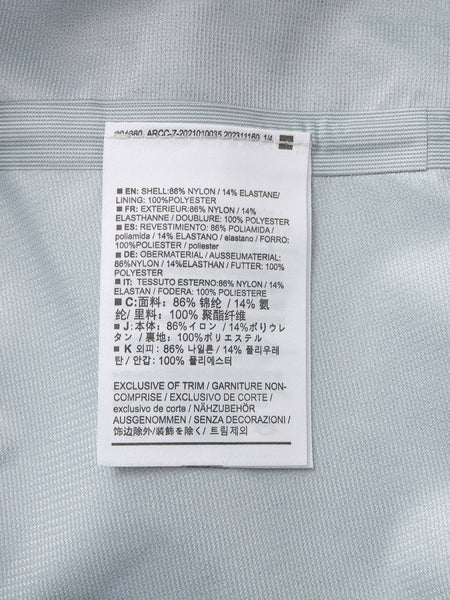 ARCC-Z-2021010035 202311160 1/4
■ EN: SHELL:86% NYLON / 14% ELASTANE/
LINING: 100%POLYESTER
■ FR: EXTERIEUR:86% NYLON / 14%
ELASTHANNE / DOUBLURE: 100% POLYESTER
■ ES: REVESTIMIENTO: 86% POLIAMIDA /
poliamida / 14% ELASTANO / elastano / FORRO:
100%POLIESTER / poliester
■ DE: OBERMATERIAL / AUSSEUMATERIAL:
86%NYLON / 14%ELASTHAN / FUTTER: 100%
POLYESTER
■ IT: TESSUTO ESTERNO:86% NYLON / 14%
ELASTAN / FODERA: 100% POLIESTERE
■ C:面料: 86% 锦纶 / 14% 氨
纶/ 里料: 100% 聚酯纤维
■ J: 本体: 86%イロン / 14%ポリウレ
タン / 裏地: 100%ポリエステル
■ K 외피: 86% 나일론 / 14% 폴리우레
탄/ 안감: 100% 폴리에스터
EXCLUSIVE OF TRIM / GARNITURE NON-
COMPRISE / EXCLUSIVO DE CORTE /
exclusivo de corte / NÄHZUBEHÖR
AUSGENOMMEN / SENZA DECORAZIONI /
(饰边除外/装飾を除く/ 트림제외